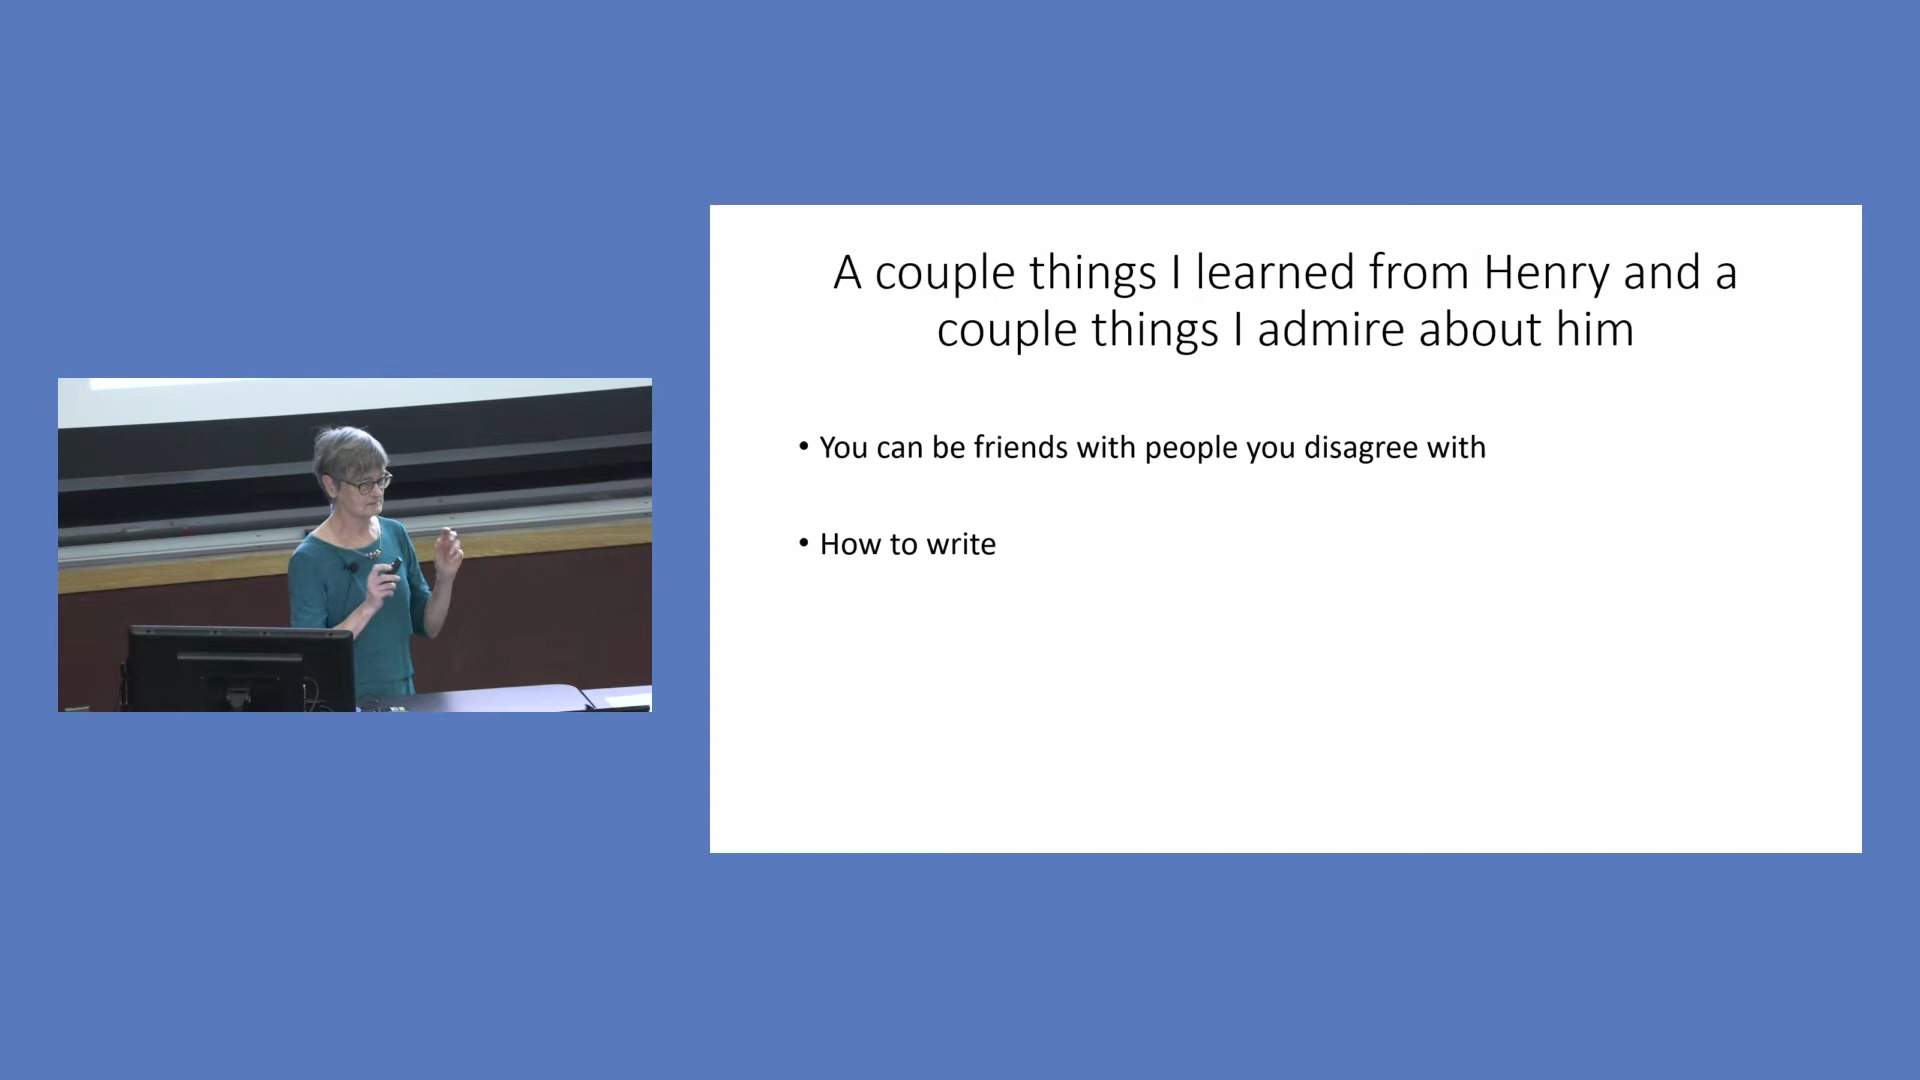 A couple things I learned from Henry and a
couple things I admire about him
• You can be friends with people you disagree with
• How to write